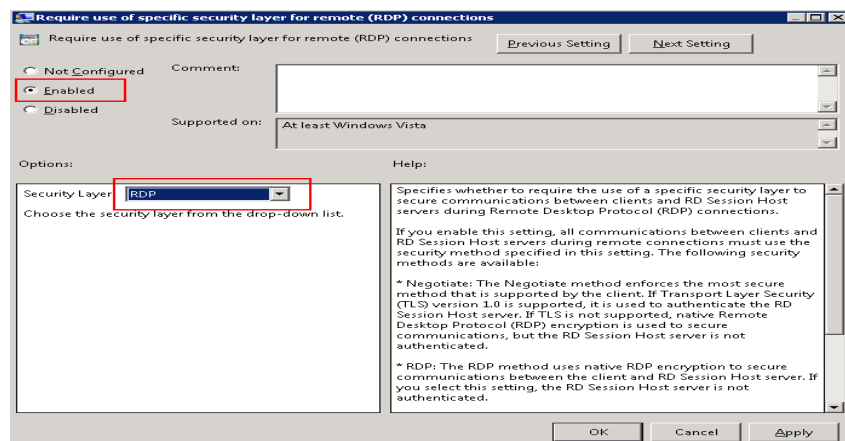 Require use of specific security layer for remote (RDP) connections
Require use of specific security layer for remote (RDP) connections
Previous Setting
Next Setting
Not Configured
Comment:
Enabled
Disabled
Supported on:
At least Windows Vista
Options:
Help:
Security Layer
RDP
Choose the security layer from the drop-down list.
Specifies whether to require the use of a specific security layer to
secure communications between clients and RD Session Host
servers during Remote Desktop Protocol (RDP) connections.
If you enable this setting, all communications between clients and
RD Session Host servers during remote connections must use the
security method specified in this setting. The following security
methods are available:
* Negotiate: The Negotiate method enforces the most secure
method that is supported by the client. If Transport Layer Security
(TLS) version 1.0 is supported, it is used to authenticate the RD
Session Host server. If TLS is not supported, native Remote
Desktop Protocol (RDP) encryption is used to secure
communications, but the RD Session Host server is not
authenticated.
* RDP: The RDP method uses native RDP encryption to secure
communications between the client and RD Session Host server. If
you select this setting, the RD Session Host server is not
authenticated.
OK
Cancel
Apply